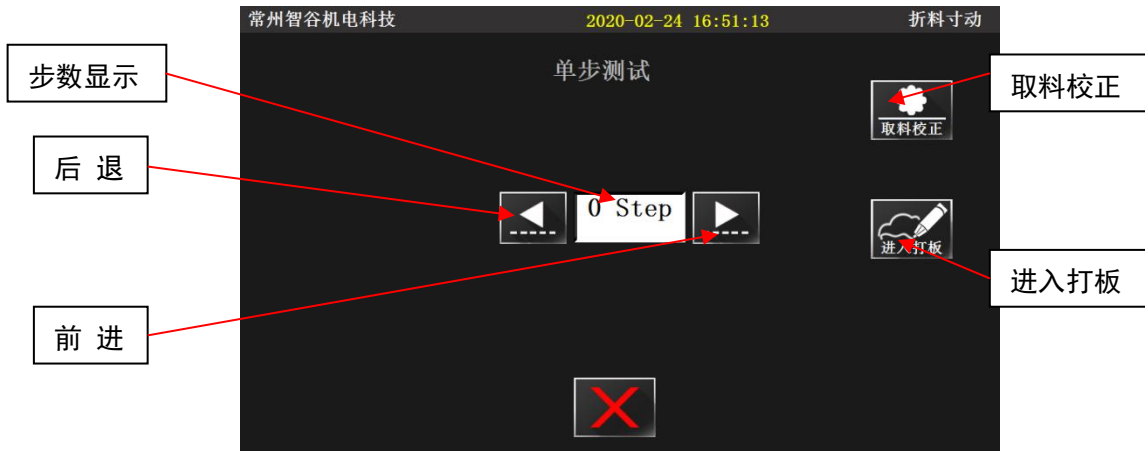 常州智谷机电科技 2020-02-24 16:51:13 折料寸动
单步测试
步数显示
取料校正
取料校正
后 退
0 Step
进入打板
进入打板
前 进